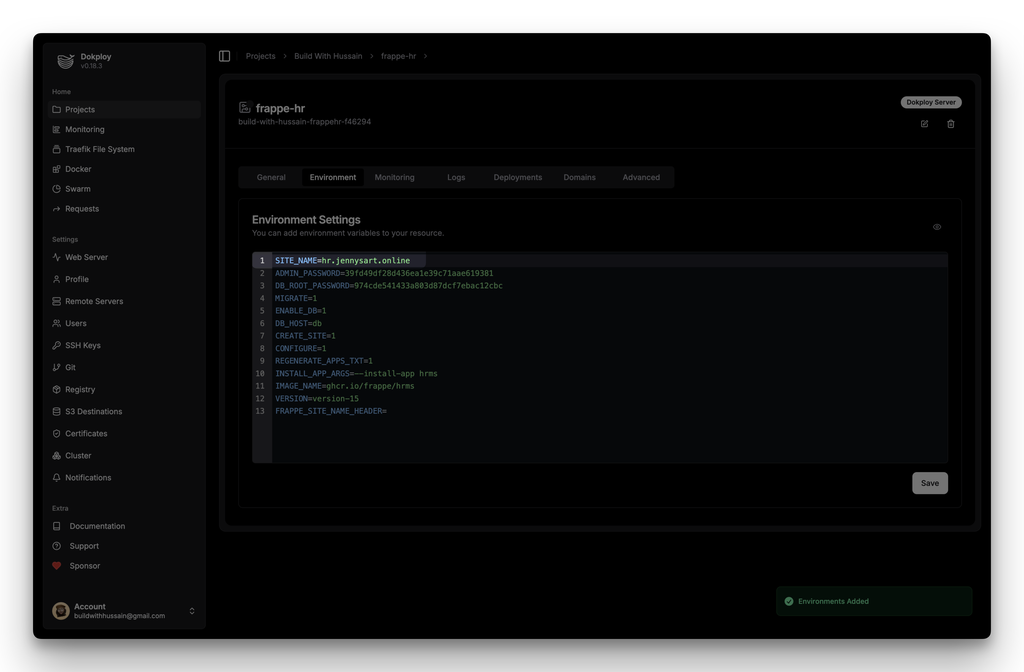 Dokploy
v0.18.3
Home
Projects
Monitoring
Traefik File System
Docker
Swarm
Requests
Settings
Web Server
Profile
Remote Servers
Users
SSH Keys
Git
Registry
S3 Destinations
Certificates
Cluster
Notifications
Extra
Documentation
Support
Sponsor
Account
buildwithhussain@gmail.com
Projects > Build With Hussain > frappe-hr >
frappe-hr
build-with-hussain-frappehr-f46294
Dokploy Server
General Environment Monitoring Logs Deployments Domains Advanced
Environment Settings
You can add environment variables to your resource.
1 SITE_NAME=hr.jennysart.online
2 ADMIN_PASSWORD=39fd49df28d436ea1e39c71aae619381
3 DB_ROOT_PASSWORD=974cde541433a803d87dcf7ebac12cbc
4 MIGRATE=1
5 ENABLE_DB=1
6 DB_HOST=db
7 CREATE_SITE=1
8 CONFIGURE=1
9 REGENERATE_APPS_TXT=1
10 INSTALL_APP_ARGS=--install-app hrms
11 IMAGE_NAME=ghcr.io/frappe/hrms
12 VERSION=version-15
13 FRAPPE_SITE_NAME_HEADER=
Save
Environments Added